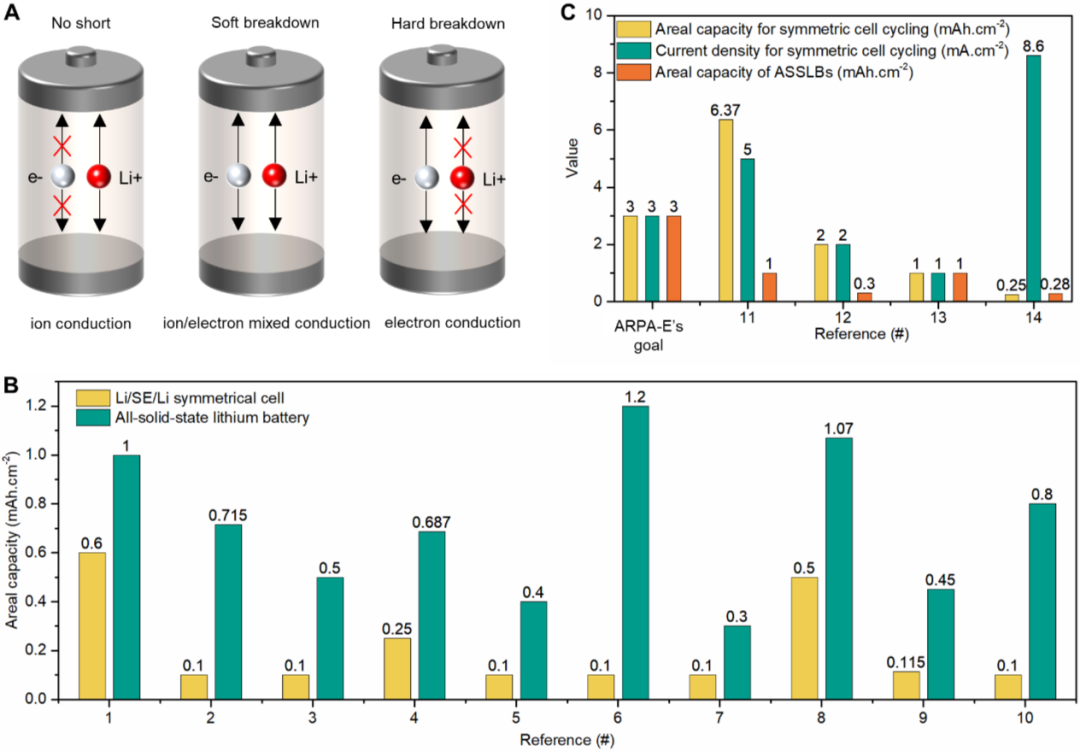 A
No short
Soft breakdown
Hard breakdown
e-
Li+
e-
Li+
e-
Li+
ion conduction
ion/electron mixed conduction
electron conduction
C
Areal capacity for symmetric cell cycling (mAh.cm-2)
Current density for symmetric cell cycling (mA.cm-2)
Areal capacity of ASSLBs (mAh.cm-2)
Value
10
8
6
4
2
0
3
3
3
6.37
5
1
2
2
0.3
1
1
1
0.25
8.6
0.28
ARPA-E's
goal
11
12
13
14
Reference (#)
B
Li/SE/Li symmetrical cell
All-solid-state lithium battery
Areal capacity (mAh.cm-2)
1.2
1.0
0.8
0.6
0.4
0.2
0.0
0.6
1
0.1
0.715
0.1
0.5
0.25
0.687
0.1
0.4
0.1
1.2
0.1
0.3
0.5
1.07
0.115
0.45
0.1
0.8
1
2
3
4
5
6
7
8
9
10
Reference (#)